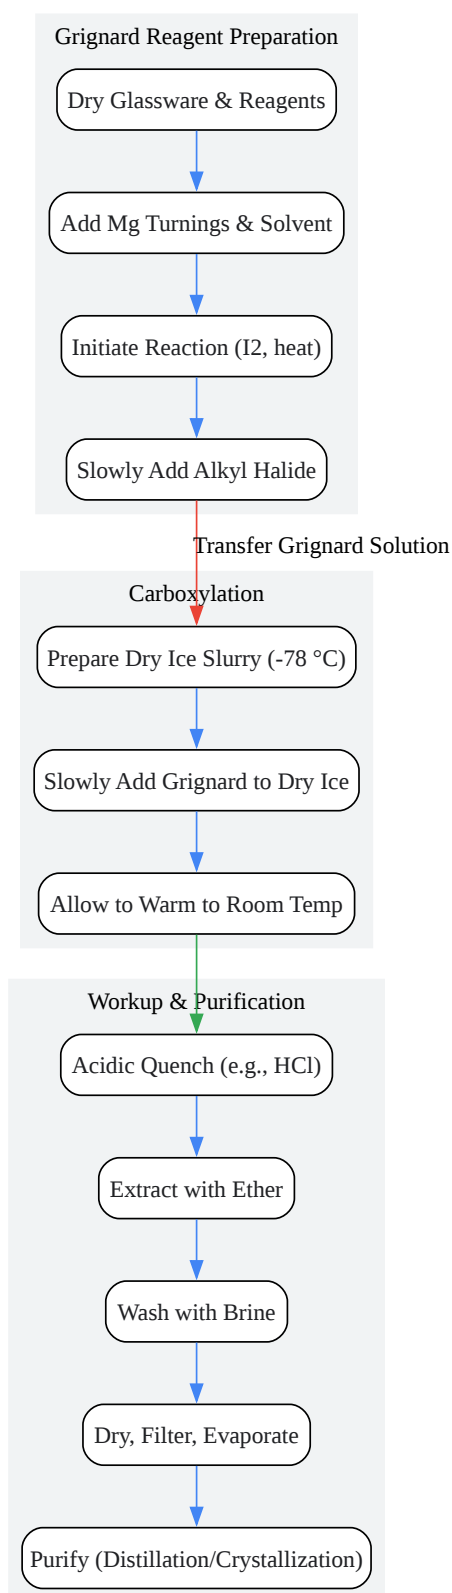 Grignard Reagent Preparation
Dry Glassware & Reagents
Add Mg Turnings & Solvent
Initiate Reaction (I2, heat)
Slowly Add Alkyl Halide
Transfer Grignard Solution
Carboxylation
Prepare Dry Ice Slurry (-78 °C)
Slowly Add Grignard to Dry Ice
Allow to Warm to Room Temp
Workup & Purification
Acidic Quench (e.g., HCl)
Extract with Ether
Wash with Brine
Dry, Filter, Evaporate
Purify (Distillation/Crystallization)